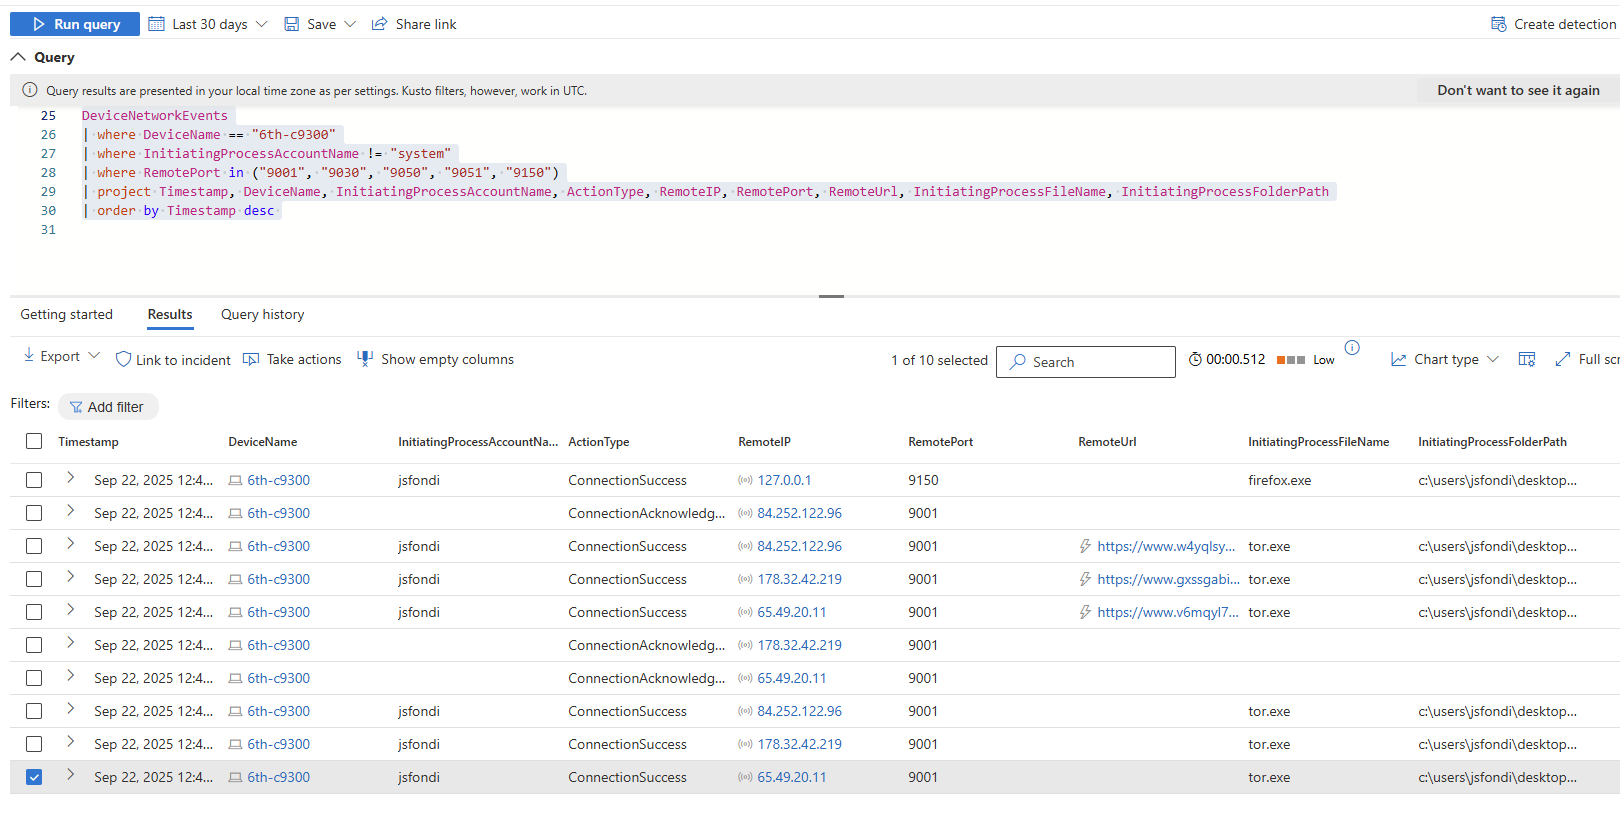 Run query Last 30 days Save Share link Create detection
Query
Query results are presented in your local time zone as per settings. Kusto filters, however, work in UTC. Don't want to see it again
25 DeviceNetworkEvents
26 | where DeviceName == "6th-c9300"
27 | where InitiatingProcessAccountName != "system"
28 | where RemotePort in ("9001", "9030", "9050", "9051", "9150")
29 | project Timestamp, DeviceName, InitiatingProcessAccountName, ActionType, RemoteIP, RemotePort, RemoteUrl, InitiatingProcessFileName, InitiatingProcessFolderPath
30 | order by Timestamp desc
31
Getting started Results Query history
Export Link to incident Take actions Show empty columns 1 of 10 selected Search 00:00.512 Low Chart type Full scr
Filters: Add filter
Timestamp DeviceName InitiatingProcessAccountNa... ActionType RemoteIP RemotePort RemoteUrl InitiatingProcessFileName InitiatingProcessFolderPath
Sep 22, 2025 12:4... 6th-c9300 jsfondi ConnectionSuccess 127.0.0.1 9150 firefox.exe c:\users\jsfondi\desktop...
Sep 22, 2025 12:4... 6th-c9300 ConnectionAcknowledg... 84.252.122.96 9001
Sep 22, 2025 12:4... 6th-c9300 jsfondi ConnectionSuccess 84.252.122.96 9001 https://www.w4yqlsy... tor.exe c:\users\jsfondi\desktop...
Sep 22, 2025 12:4... 6th-c9300 jsfondi ConnectionSuccess 178.32.42.219 9001 https://www.gxssgabi... tor.exe c:\users\jsfondi\desktop...
Sep 22, 2025 12:4... 6th-c9300 jsfondi ConnectionSuccess 65.49.20.11 9001 https://www.v6mqyl7... tor.exe c:\users\jsfondi\desktop...
Sep 22, 2025 12:4... 6th-c9300 ConnectionAcknowledg... 178.32.42.219 9001
Sep 22, 2025 12:4... 6th-c9300 ConnectionAcknowledg... 65.49.20.11 9001
Sep 22, 2025 12:4... 6th-c9300 jsfondi ConnectionSuccess 84.252.122.96 9001 tor.exe c:\users\jsfondi\desktop...
Sep 22, 2025 12:4... 6th-c9300 jsfondi ConnectionSuccess 178.32.42.219 9001 tor.exe c:\users\jsfondi\desktop...
Sep 22, 2025 12:4... 6th-c9300 jsfondi ConnectionSuccess 65.49.20.11 9001 tor.exe c:\users\jsfondi\desktop...